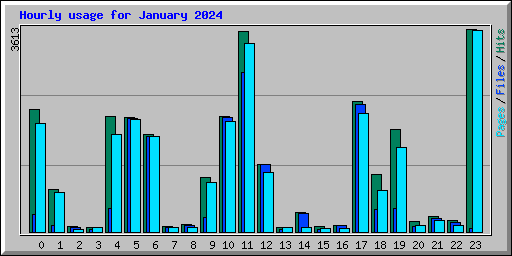 Hourly usage for January 2024
3613
Pages/Files/Hits
0 1 2 3 4 5 6 7 8 9 10 11 12 13 14 15 16 17 18 19 20 21 22 23